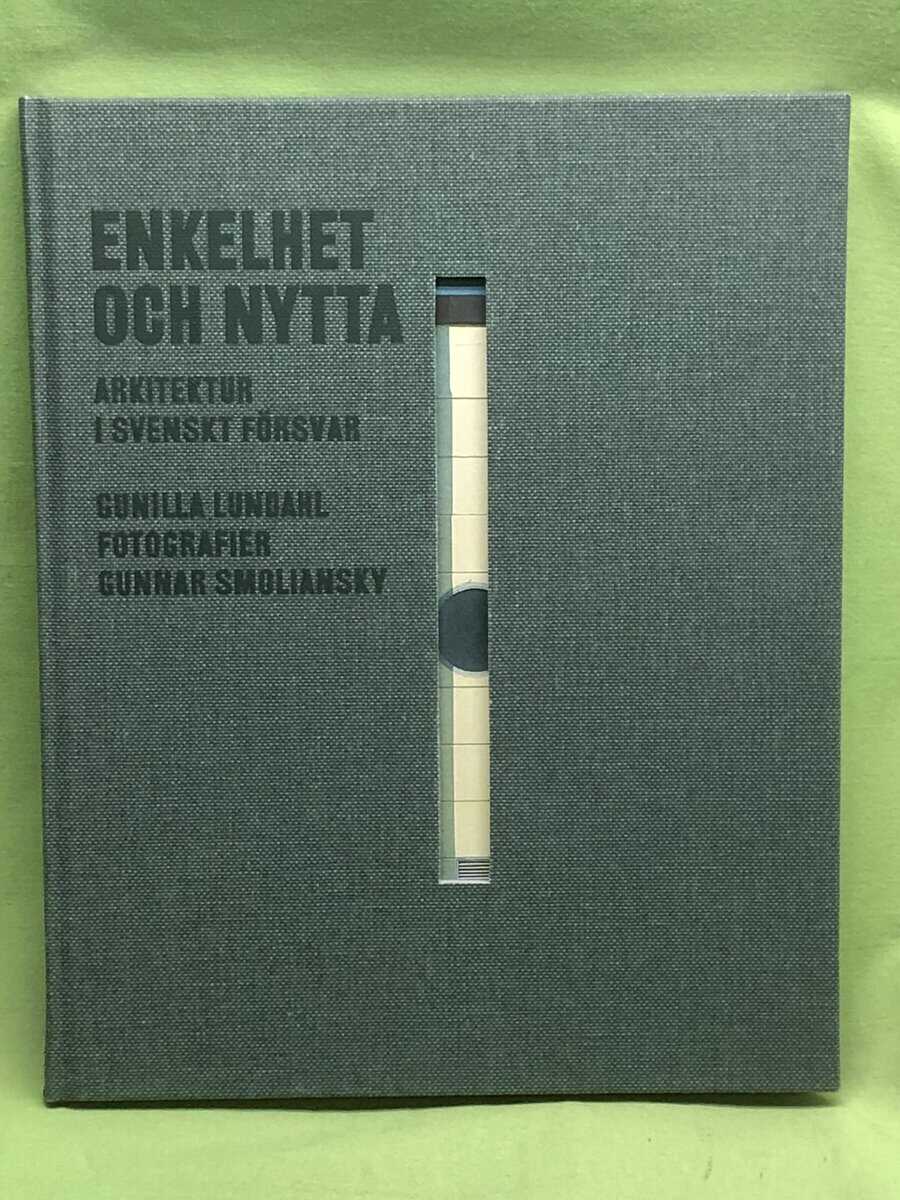 ENKELHET
OCH NYTTA
ARKITEKTUR
I SVENSKT FÖRSVAR
GUNILLA LUNDAHL
FOTOGRAFIER
GUNNAR SMOLIANSKY